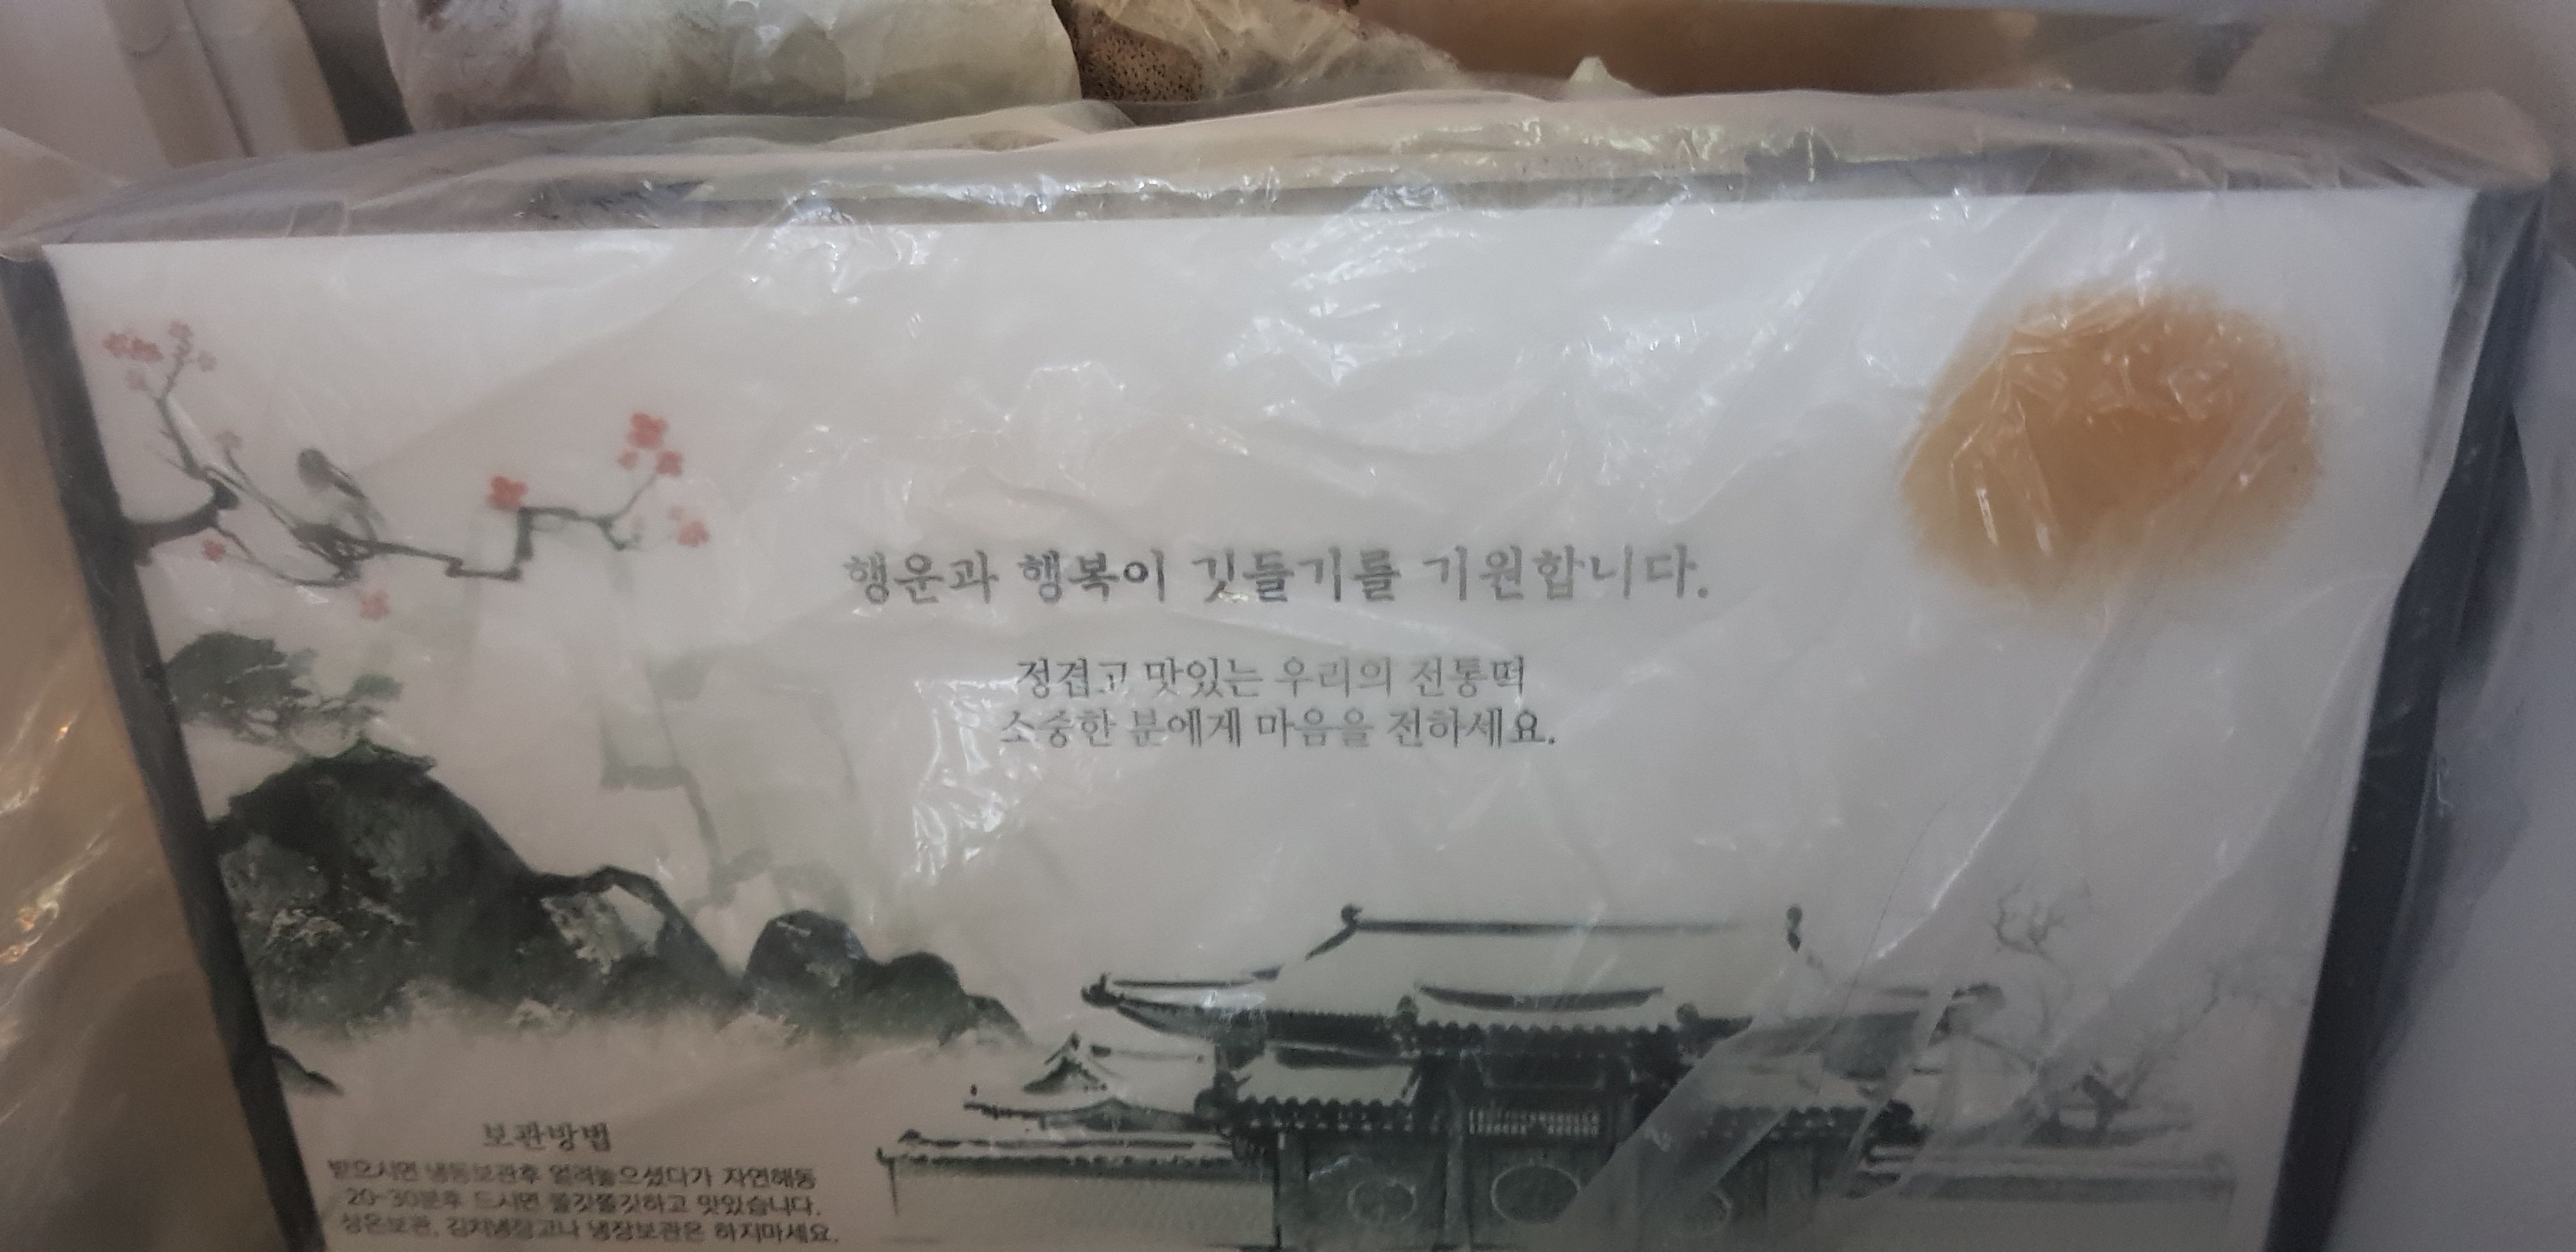 행운과 행복이 깃들기를 기원합니다.
정겹고 맛있는 우리의 전통떡
소중한 분에게 마음을 전하세요.
보관방법
받으시면 냉동보관후 얼려놓으셨다가 자연해동
20~30분후 드시면 쫄깃쫄깃하고 맛있습니다.
상온보관, 김치냉장고나 냉장보관은 하지마세요.